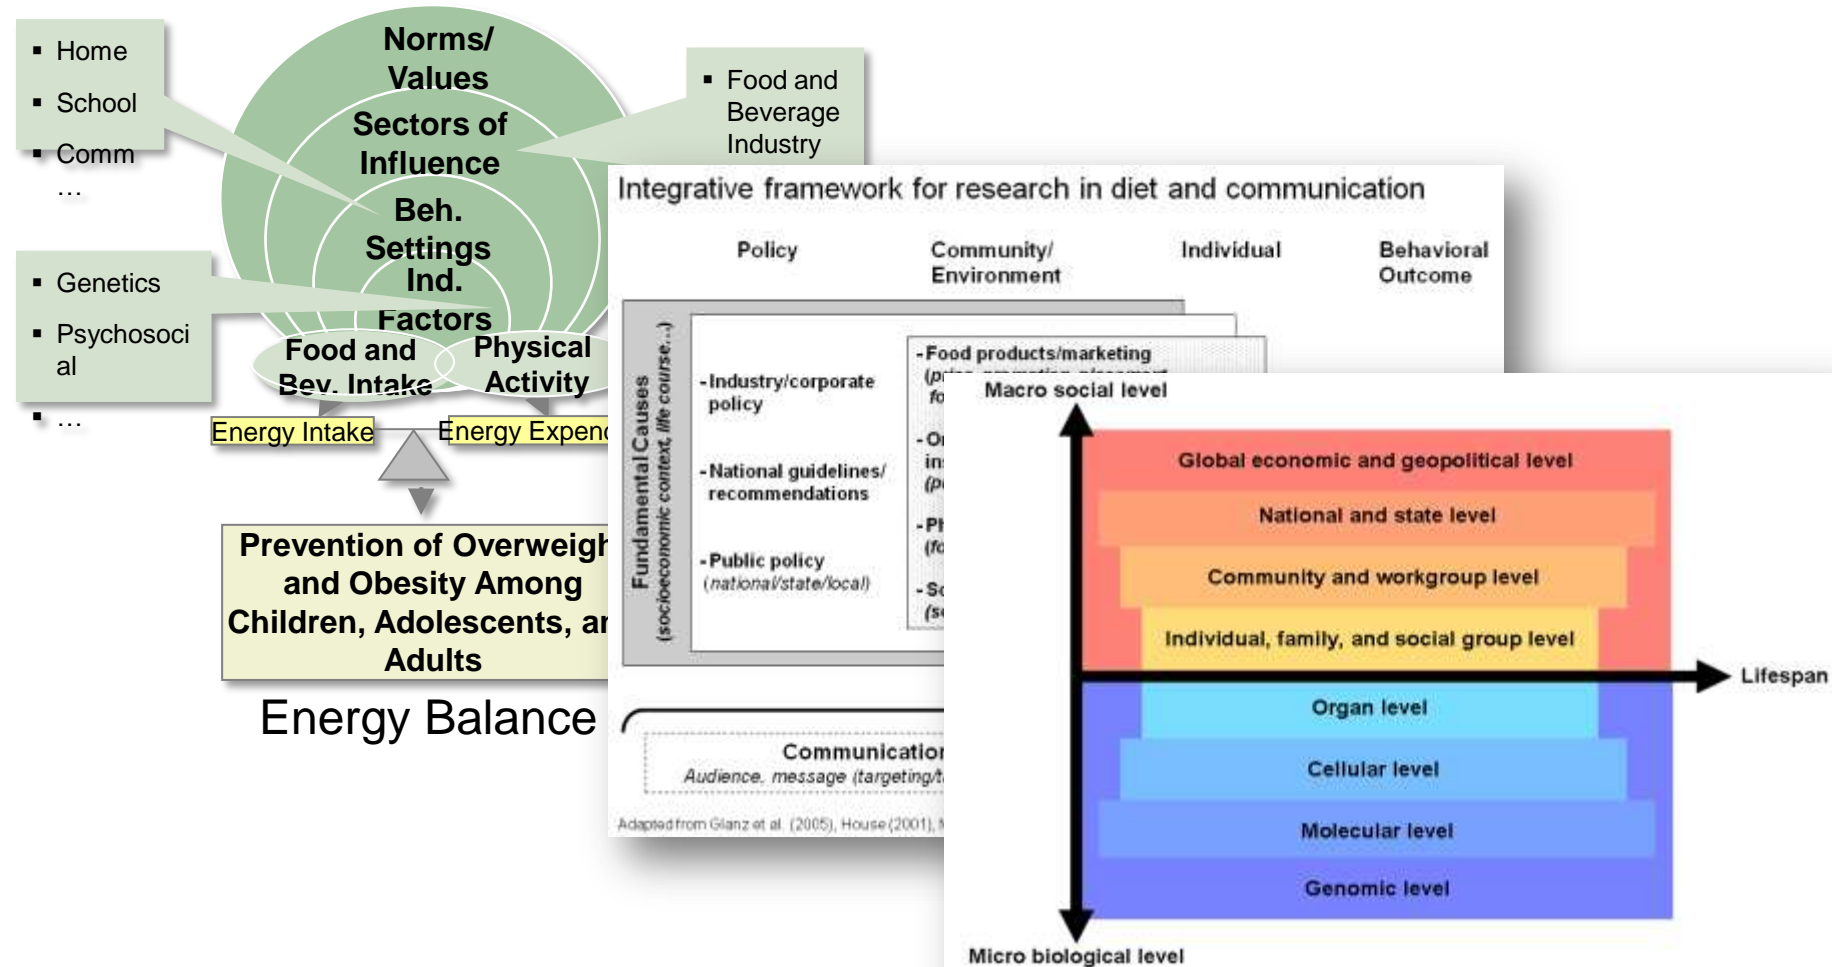 ▪ Home
▪ School
▪ Comm
…
▪ Genetics
▪ Psychosoci
al
▪ …
Norms/
Values
Sectors of
Influence
Beh.
Settings
Ind.
Factors
Food and
Bev. Intake
Physical
Activity
▪ Food and
Beverage
Industry
Energy Intake
Energy
Prevention of
and Obesity Among
Children, Adolescents,
Adults
Energy Balance
Integrative framework for research in diet and communication
Policy
Community/
Environment
Individual
Behavioral
Outcome
Fundamental Causes
(socioeconomic context, life course...)
-Industry/corporate
policy
-National guidelines/
recommendations
-Public policy
(national/state/local)
-Food products/marketing
Audience, message
Adapted from Glanz et al. (2005), House (2001),
Macro social level
Global economic and geopolitical level
National and state level
Community and workgroup level
Individual, family, and social group level
Lifespan
Organ level
Cellular level
Molecular level
Genomic level
Micro biological level